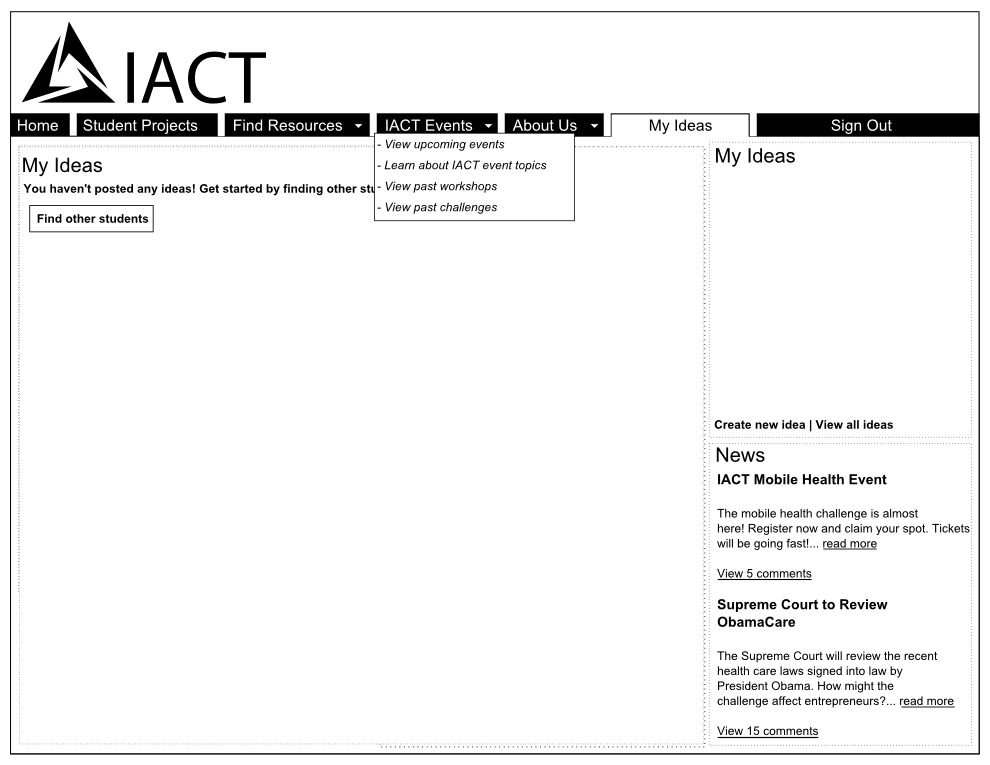 IACT
Home Student Projects Find Resources IACT Events About Us My Ideas Sign Out
- View upcoming events
- Learn about IACT event topics
- View past workshops
- View past challenges
My Ideas
You haven't posted any ideas! Get started by finding other stu
Find other students
My Ideas
Create new idea | View all ideas
News
IACT Mobile Health Event
The mobile health challenge is almost
here! Register now and claim your spot. Tickets
will be going fast!... read more
View 5 comments
Supreme Court to Review
ObamaCare
The Supreme Court will review the recent
health care laws signed into law by
President Obama. How might the
challenge affect entrepreneurs?... read more
View 15 comments